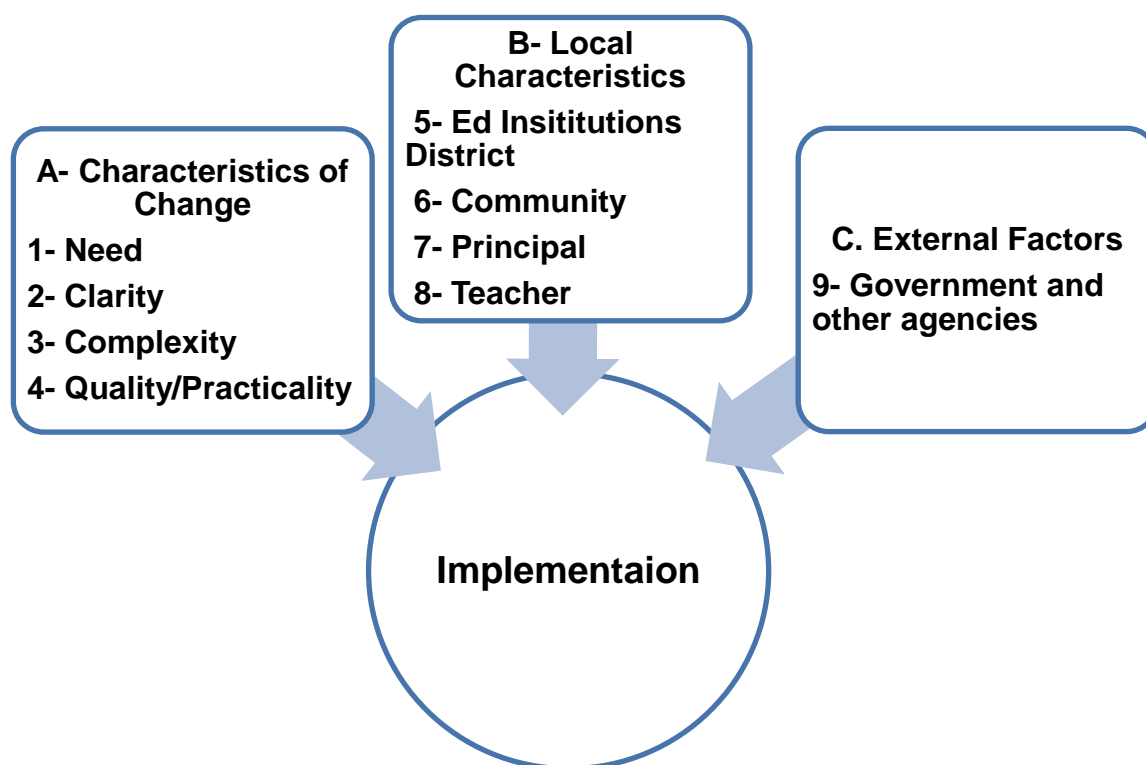 A- Characteristics of
Change
1- Need
2- Clarity
3- Complexity
4- Quality/Practicality
B- Local
Characteristics
5- Ed Insititutions
District
6- Community
7- Principal
8- Teacher
C. External Factors
9- Government and
other agencies
Implementaion